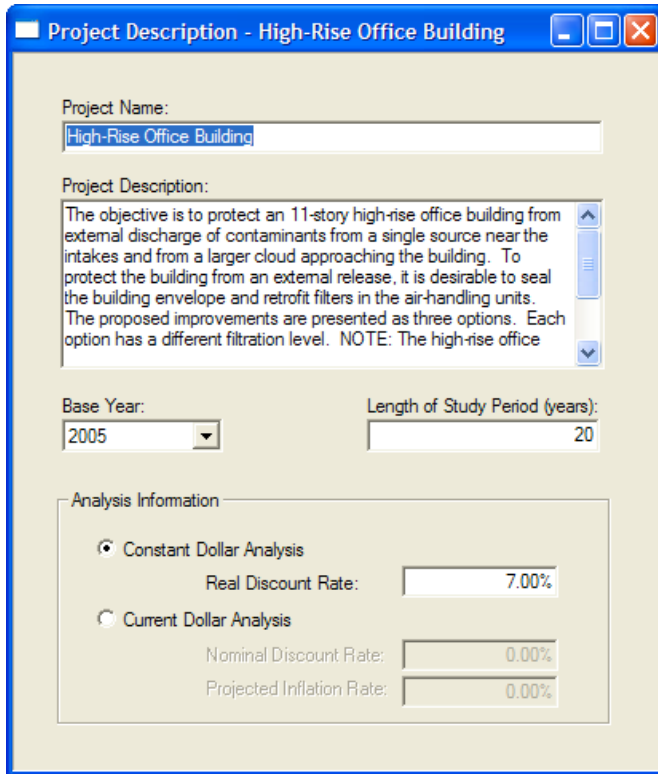 Project Description - High-Rise Office Building
Project Name:
High-Rise Office Building
Project Description:
The objective is to protect an 11-story high-rise office building from
external discharge of contaminants from a single source near the
intakes and from a larger cloud approaching the building.  To
protect the building from an external release, it is desirable to seal
the building envelope and retrofit filters in the air-handling units.
The proposed improvements are presented as three options.  Each
option has a different filtration level.  NOTE: The high-rise office
Base Year:
2005
Length of Study Period (years):
20
Analysis Information
Constant Dollar Analysis
Real Discount Rate:
7.00%
Current Dollar Analysis
Nominal Discount Rate:
0.00%
Projected Inflation Rate:
0.00%